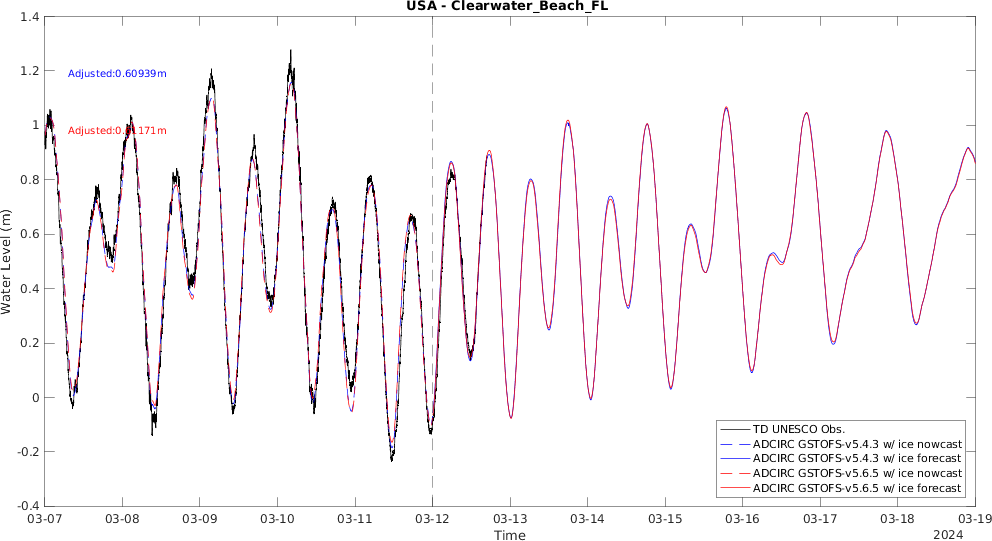 USA - Clearwater_Beach_FL
1.4
1.2
1
0.8
0.6
0.4
0.2
0
-0.2
-0.4
Water Level (m)
Adjusted:0.60939m
Adjusted:0. 1171m
TD UNESCO Obs.
ADCIRC GSTOFS-v5.4.3 w/ ice nowcast
ADCIRC GSTOFS-v5.4.3 w/ ice forecast
ADCIRC GSTOFS-v5.6.5 w/ ice nowcast
ADCIRC GSTOFS-v5.6.5 w/ ice forecast
03-07 03-08 03-09 03-10 03-11 03-12 03-13 03-14 03-15 03-16 03-17 03-18 03-19
Time
2024